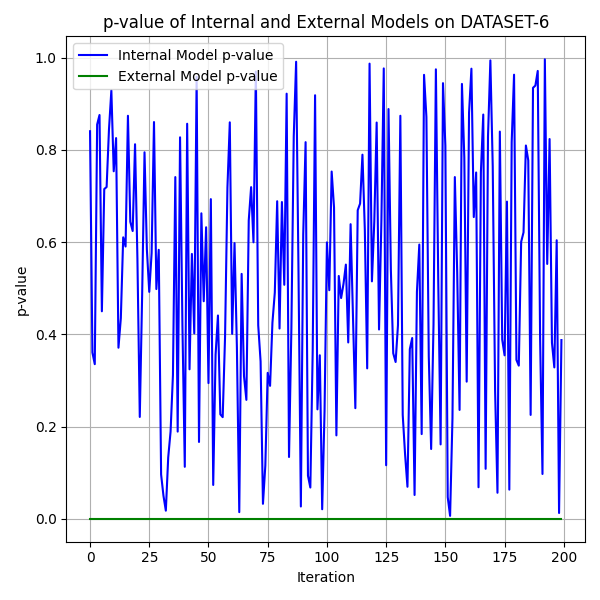 p-value of Internal and External Models on DATASET-6
Internal Model p-value
External Model p-value
p-value
1.0
0.8
0.6
0.4
0.2
0.0
0 25 50 75 100 125 150 175 200
Iteration